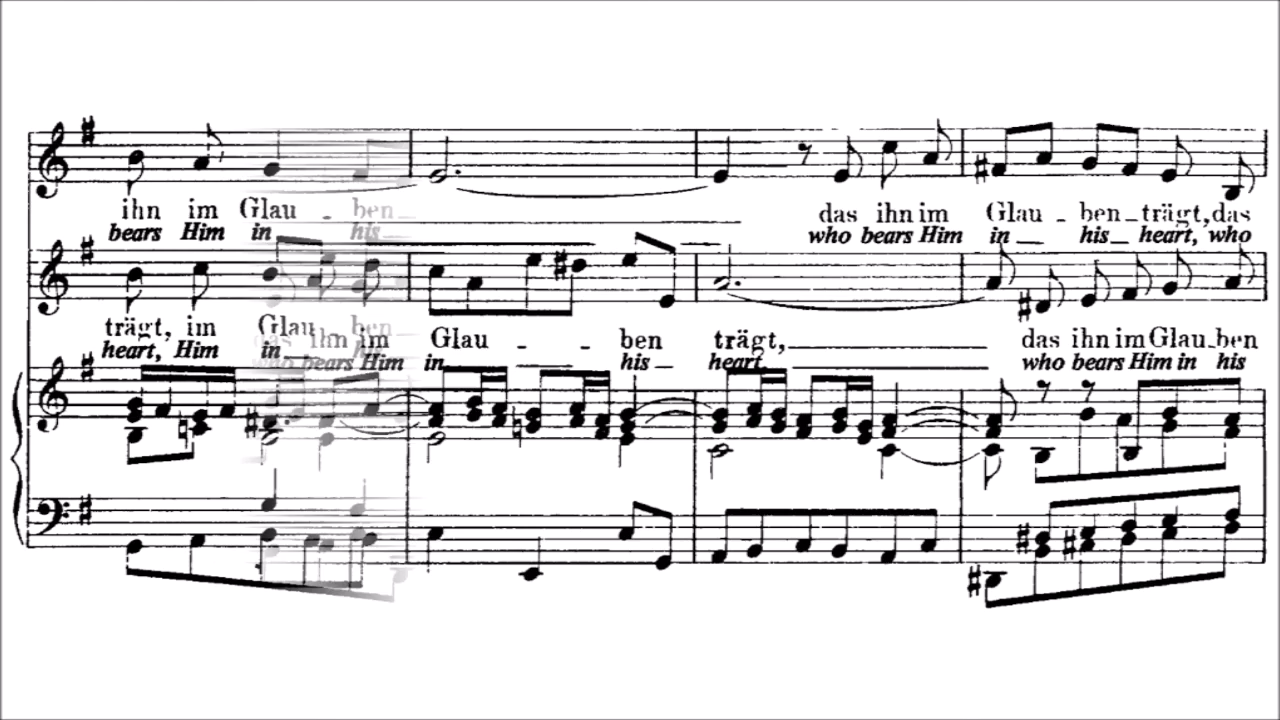 ihn im Glau - ben das ihn im Glau - ben - trägt, das
bears Him in his who bears Him in his heart, who
trägt, im Glau ben Glau - - ben trägt, das ihn im Glau - ben
heart, Him in his in his heart, who bears Him in his